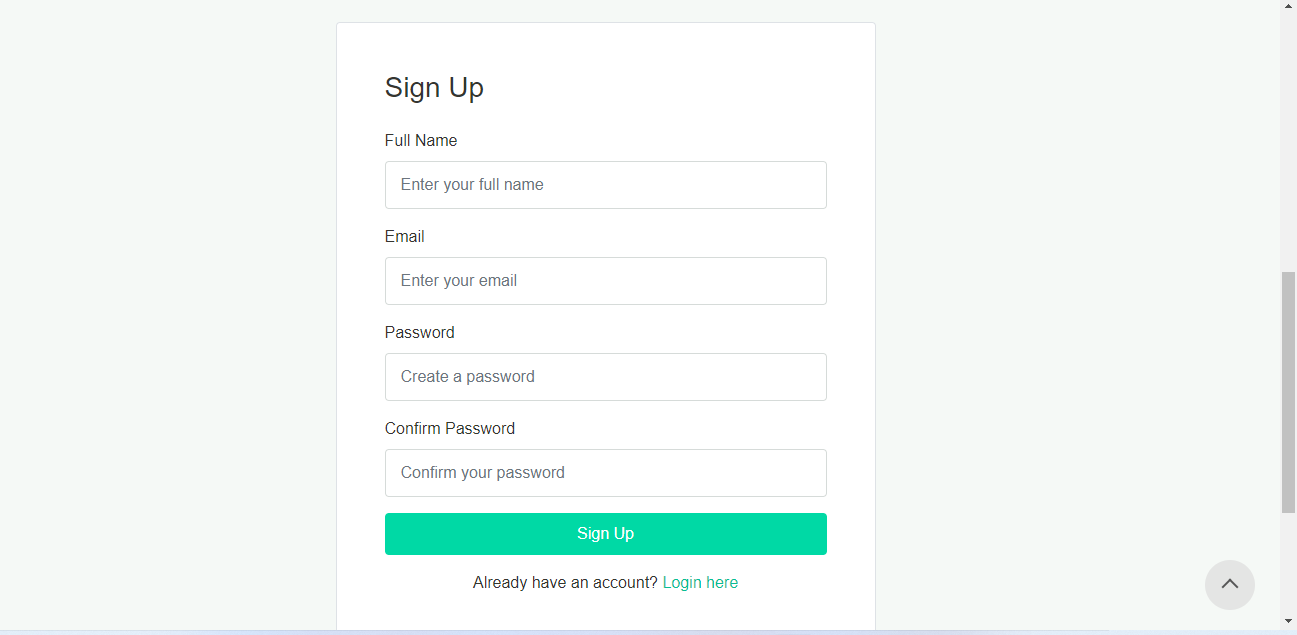 Sign Up
Full Name
Enter your full name
Email
Enter your email
Password
Create a password
Confirm Password
Confirm your password
Sign Up
Already have an account? Login here